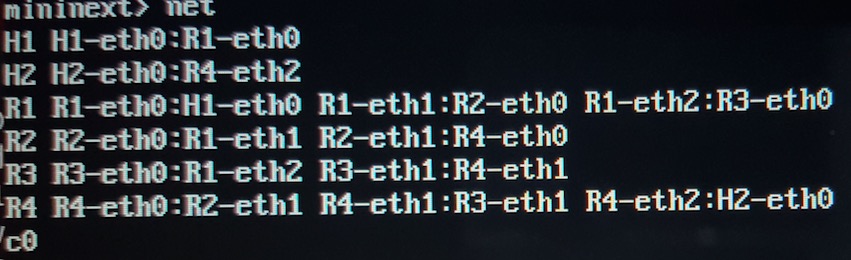 mininext> net
H1 H1-eth0:R1-eth0
H2 H2-eth0:R4-eth2
R1 R1-eth0:H1-eth0 R1-eth1:R2-eth0 R1-eth2:R3-eth0
R2 R2-eth0:R1-eth1 R2-eth1:R4-eth0
R3 R3-eth0:R1-eth2 R3-eth1:R4-eth1
R4 R4-eth0:R2-eth1 R4-eth1:R3-eth1 R4-eth2:H2-eth0
c0